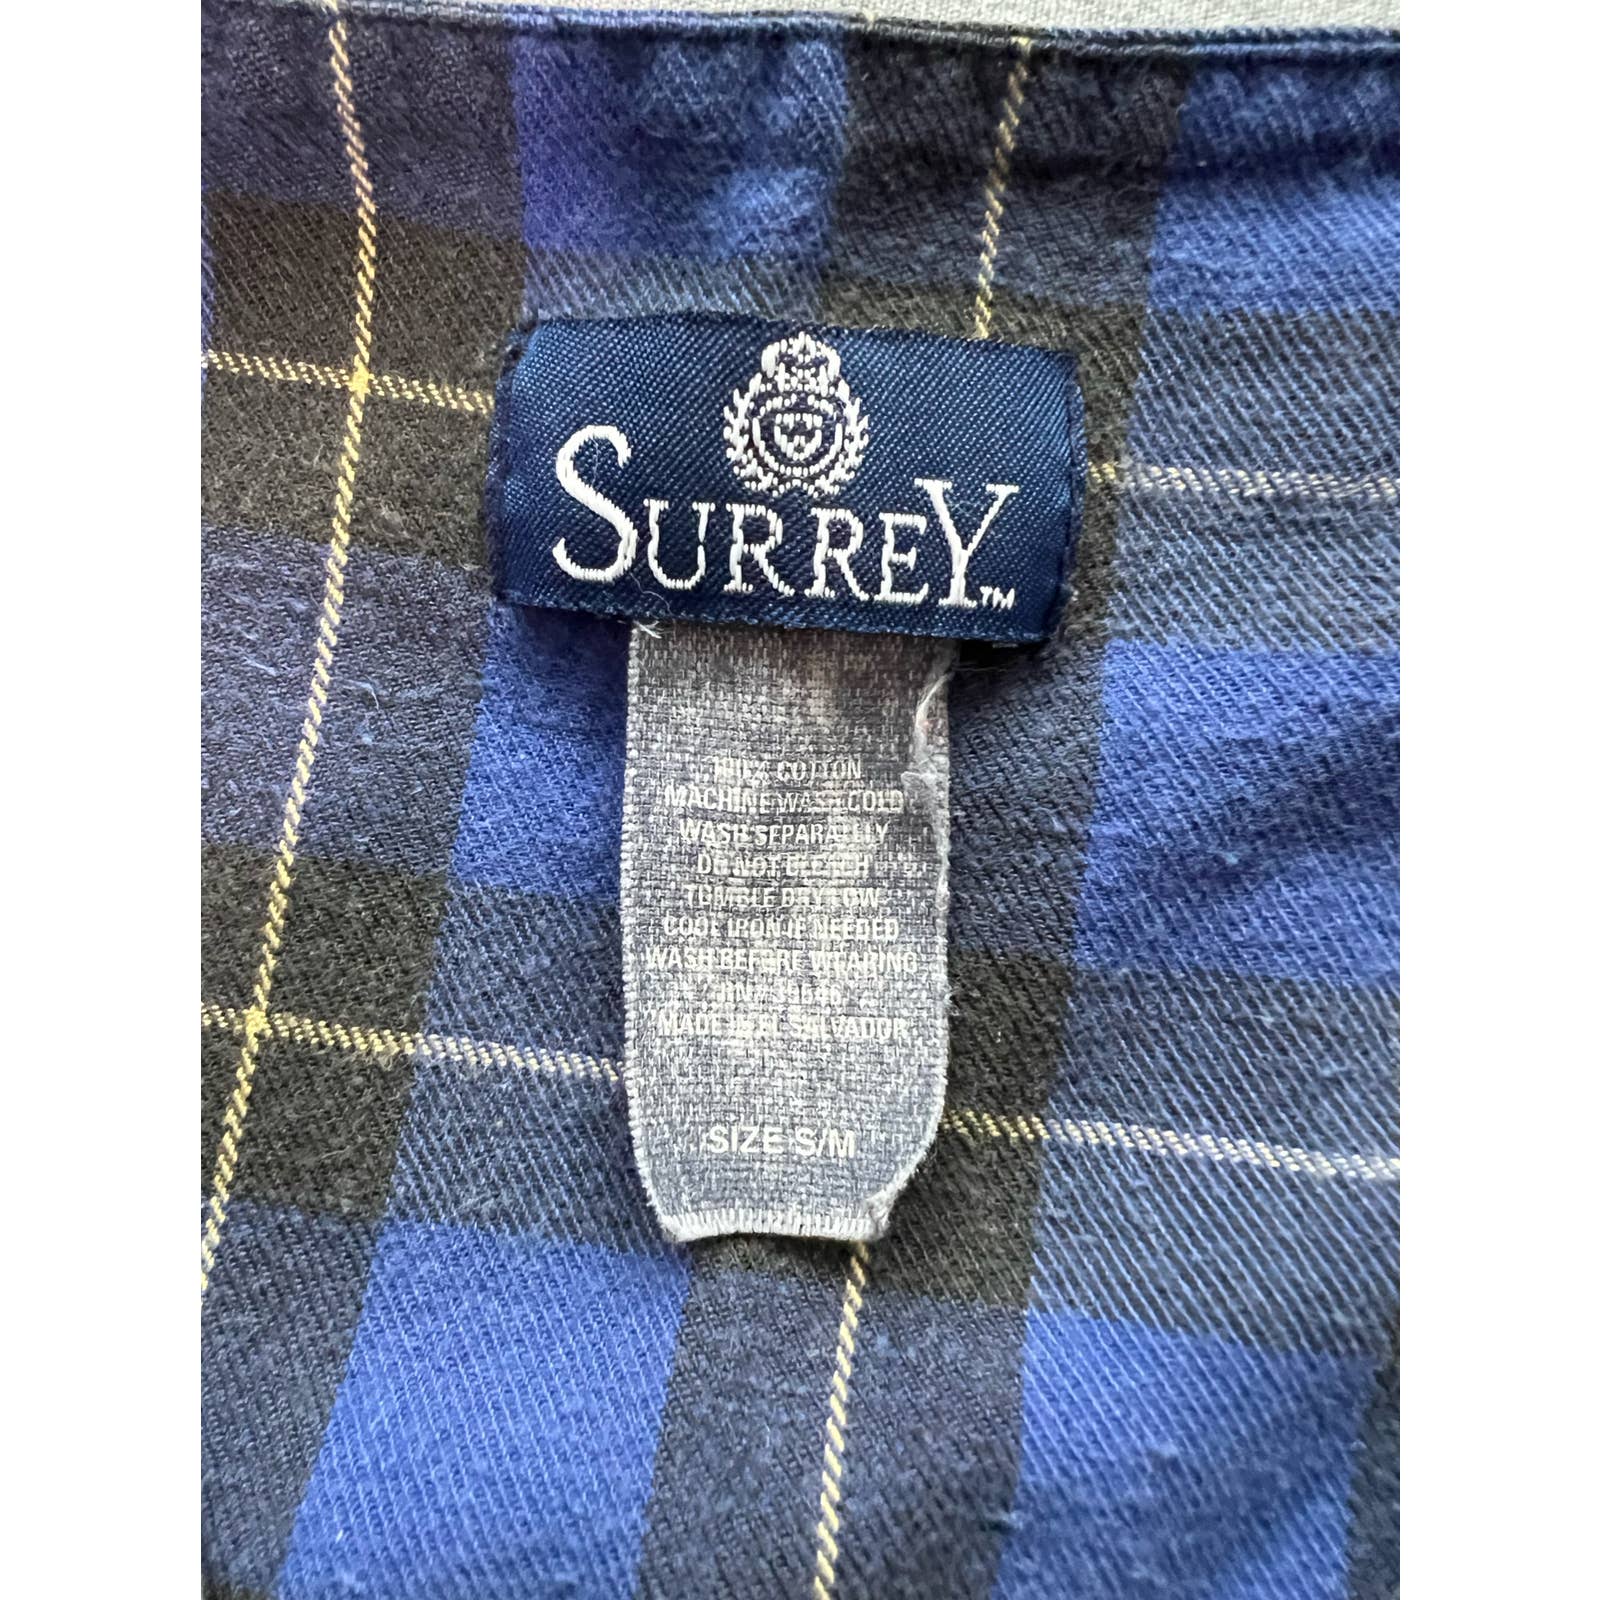 SURREY™
100% COTTON
MACHINE WASH COLD
WASH SEPARATELY
DO NOT BLEACH
TUMBLE DRY LOW
COOL IRON IF NEEDED
WASH BEFORE WEARING
MADE IN EL SALVADOR
SIZE S/M